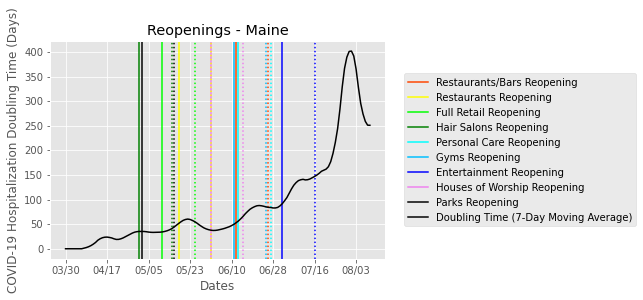 Reopenings - Maine
COVID-19 Hospitalization Doubling Time (Days)
400
350
300
250
200
150
100
50
0
03/30 04/17 05/05 05/23 06/10 06/28 07/16 08/03
Dates
Restaurants/Bars Reopening
Restaurants Reopening
Full Retail Reopening
Hair Salons Reopening
Personal Care Reopening
Gyms Reopening
Entertainment Reopening
Houses of Worship Reopening
Parks Reopening
Doubling Time (7-Day Moving Average)